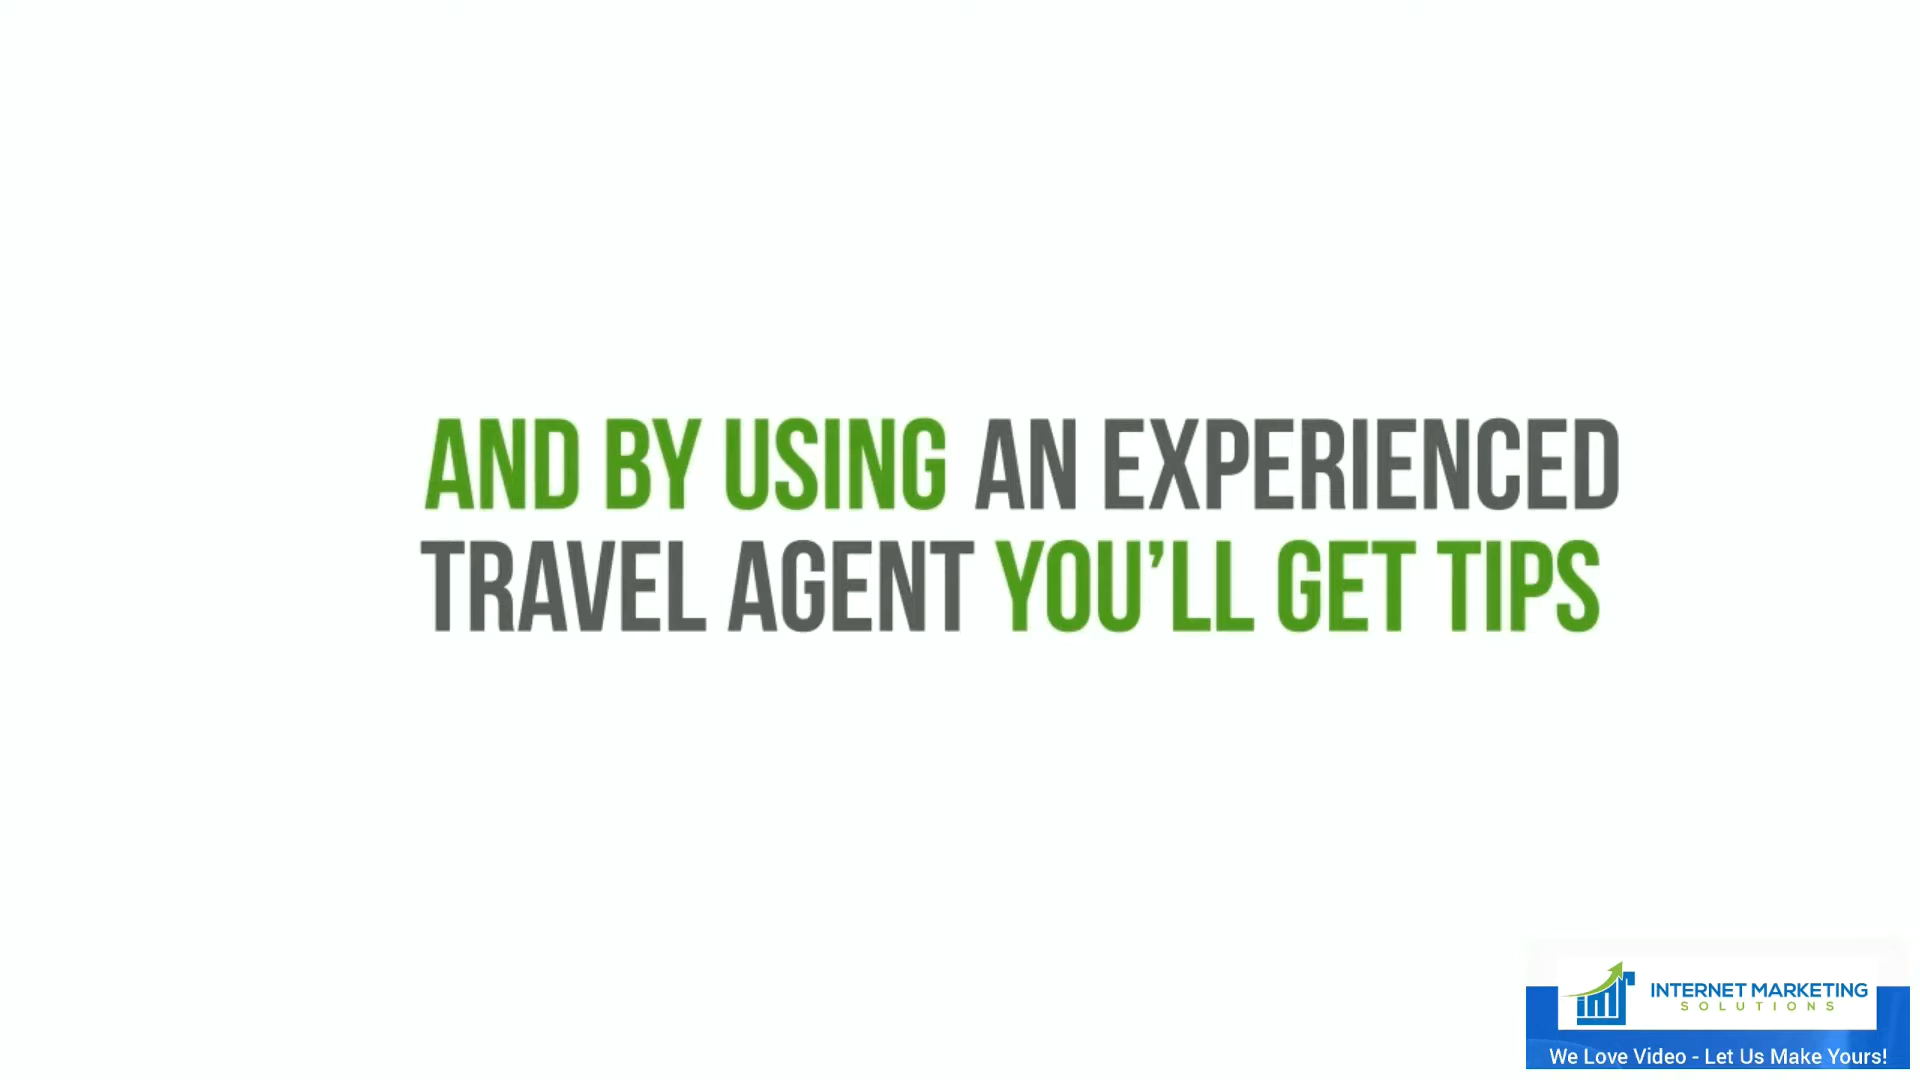 AND BY USING AN EXPERIENCED
TRAVEL AGENT YOU'LL GET TIPS
INTERNET MARKETING
SOLUTIONS
We Love Video - Let Us Make Yours!